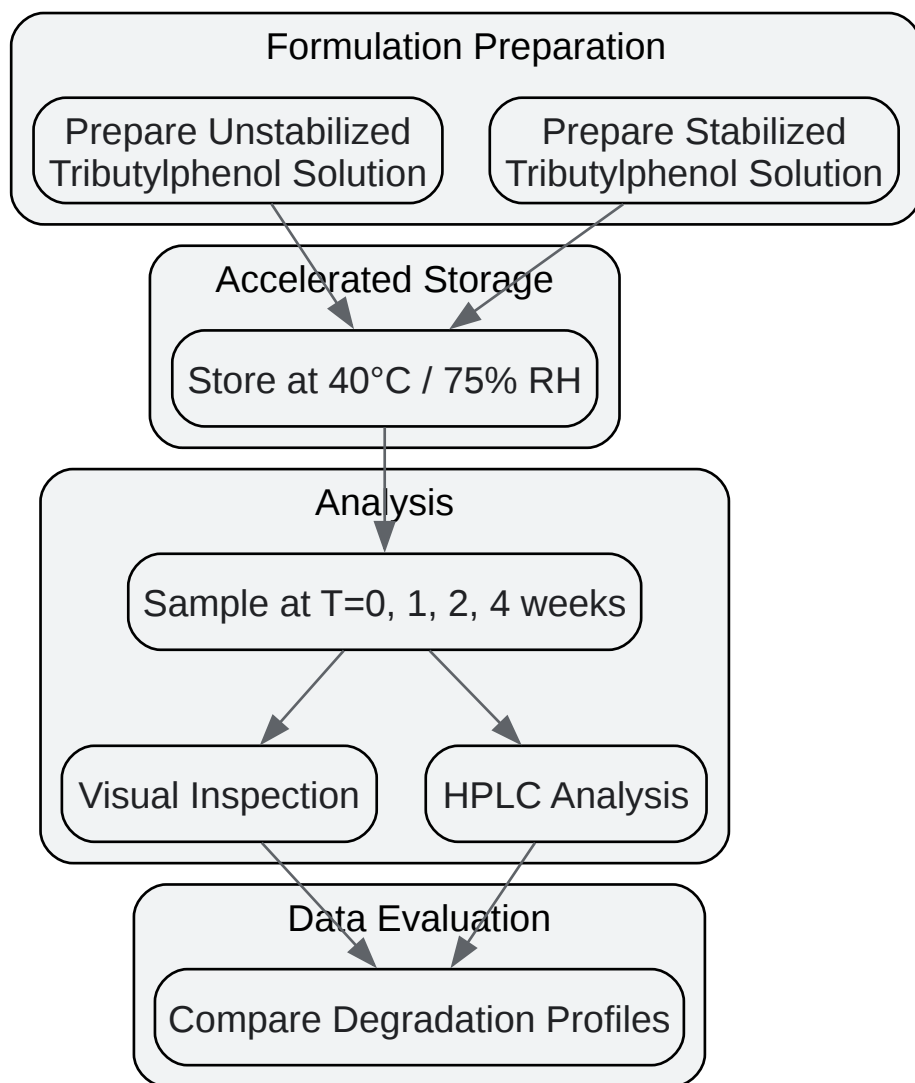 Formulation Preparation
Prepare Unstabilized
Tributylphenol Solution
Prepare Stabilized
Tributylphenol Solution
Accelerated Storage
Store at 40°C / 75% RH
Analysis
Sample at T=0, 1, 2, 4 weeks
Visual Inspection
HPLC Analysis
Data Evaluation
Compare Degradation Profiles